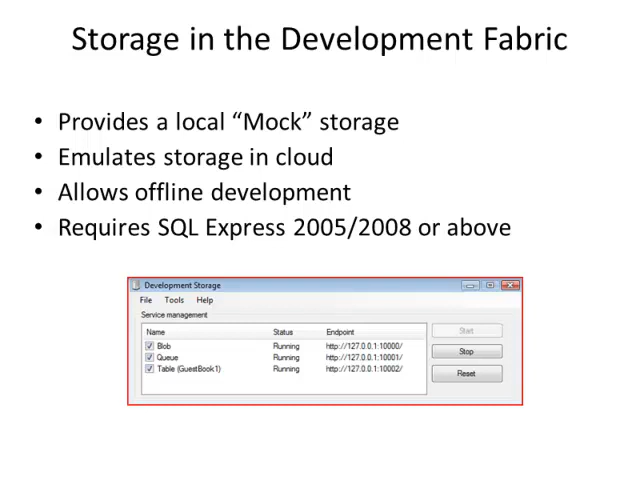 Storage in the Development Fabric
• Provides a local “Mock” storage
• Emulates storage in cloud
• Allows offline development
• Requires SQL Express 2005/2008 or above
Development Storage
File Tools Help
Service management
Name Status Endpoint
Blob Running http://127.0.0.1:10000/
Queue Running http://127.0.0.1:10001/
Table (GuestBook1) Running http://127.0.0.1:10002/
Start
Stop
Reset